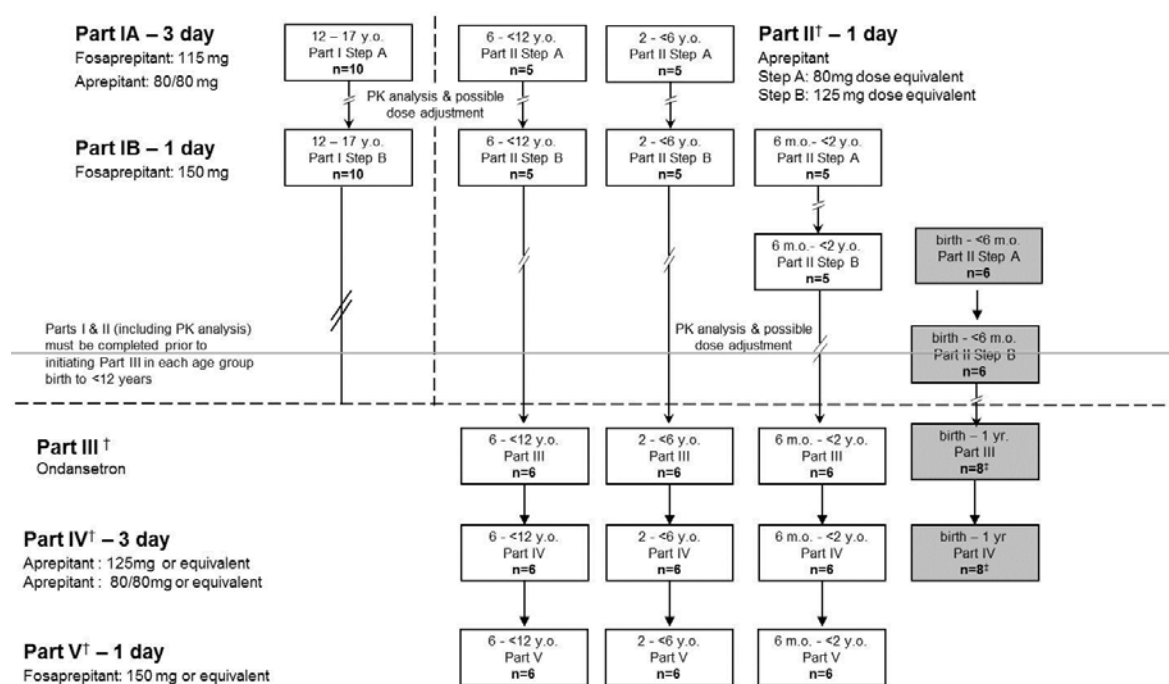 Part IA – 3 day
Fosaprepitant: 115 mg
Aprepitant: 80/80 mg
12 – 17 y.o.
Part I Step A
n=10
6 - <12 y.o.
Part II Step A
n=5
2 - <6 y.o.
Part II Step A
n=5
Part II† – 1 day
Aprepitant
Step A: 80mg dose equivalent
Step B: 125 mg dose equivalent
PK analysis & possible
dose adjustment
Part IB – 1 day
Fosaprepitant: 150 mg
12 – 17 y.o.
Part I Step B
n=10
6 - <12 y.o.
Part II Step B
n=5
2 - <6 y.o.
Part II Step B
n=5
6 m.o.- <2 y.o.
Part II Step A
n=5
6 m.o.- <2 y.o.
Part II Step B
n=5
birth - <6 m.o.
Part II Step A
n=6
Parts I & II (including PK analysis)
must be completed prior to
initiating Part III in each age group
birth to <12 years
PK analysis & possible
dose adjustment
birth - <6 m.o.
Part II Step B
n=6
Part III †
Ondansetron
6 - <12 y.o.
Part III
n=6
2 - <6 y.o.
Part III
n=6
6 m.o. - <2 y.o.
Part III
n=6
birth – 1 yr.
Part III
n=8‡
Part IV† – 3 day
Aprepitant : 125mg or equivalent
Aprepitant : 80/80mg or equivalent
6 - <12 y.o.
Part IV
n=6
2 - <6 y.o.
Part IV
n=6
6 m.o. - <2 y.o.
Part IV
n=6
birth – 1 yr
Part IV
n=8‡
Part V† – 1 day
Fosaprepitant: 150 mg or equivalent
6 - <12 y.o.
Part V
n=6
2 - <6 y.o.
Part V
n=6
6 m.o. - <2 y.o.
Part V
n=6